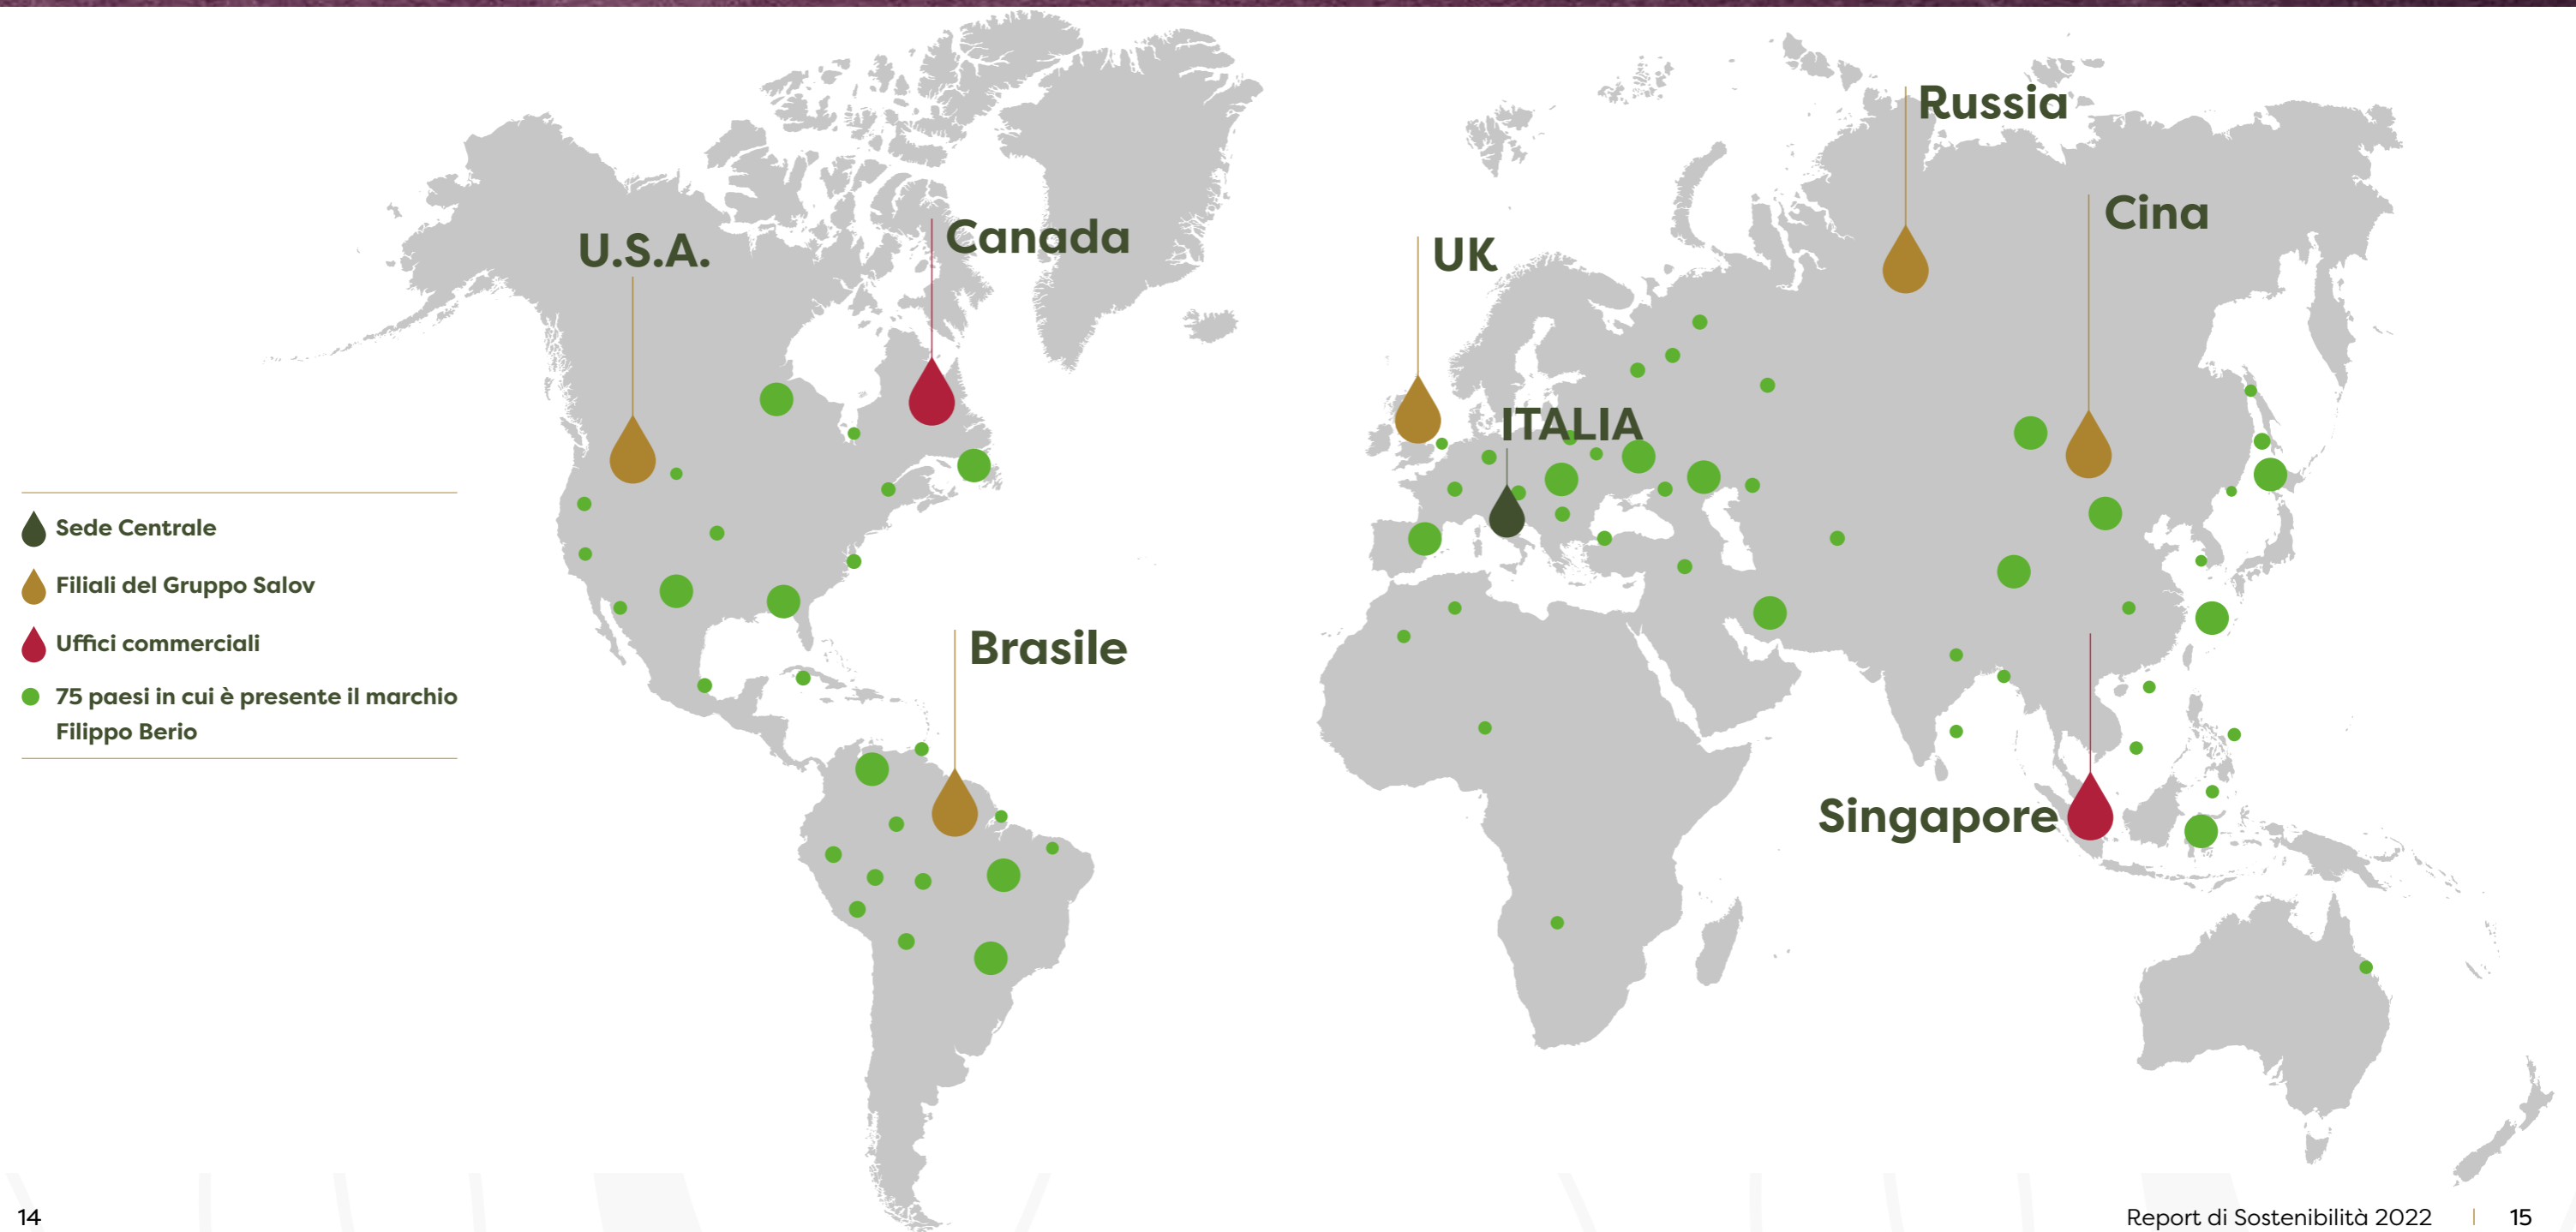 Russia
Cina
Canada
U.S.A.
UK
ITALIA
Sede Centrale
Filiali del Gruppo Salov
Uffici commerciali
75 paesi in cui è presente il marchio
Filippo Berio
Brasile
Singapore
14
Report di Sostenibilità 2022 | 15